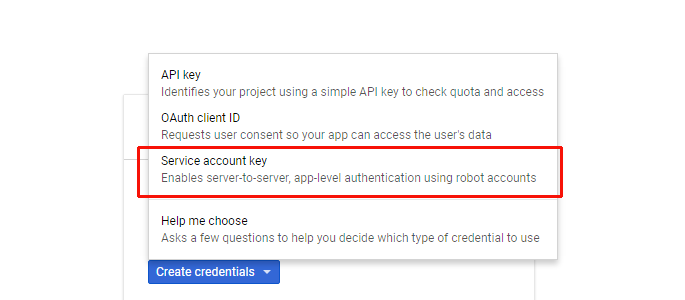 API key
Identifies your project using a simple API key to check quota and access
OAuth client ID
Requests user consent so your app can access the user's data
Service account key
Enables server-to-server, app-level authentication using robot accounts
Help me choose
Asks a few questions to help you decide which type of credential to use
Create credentials